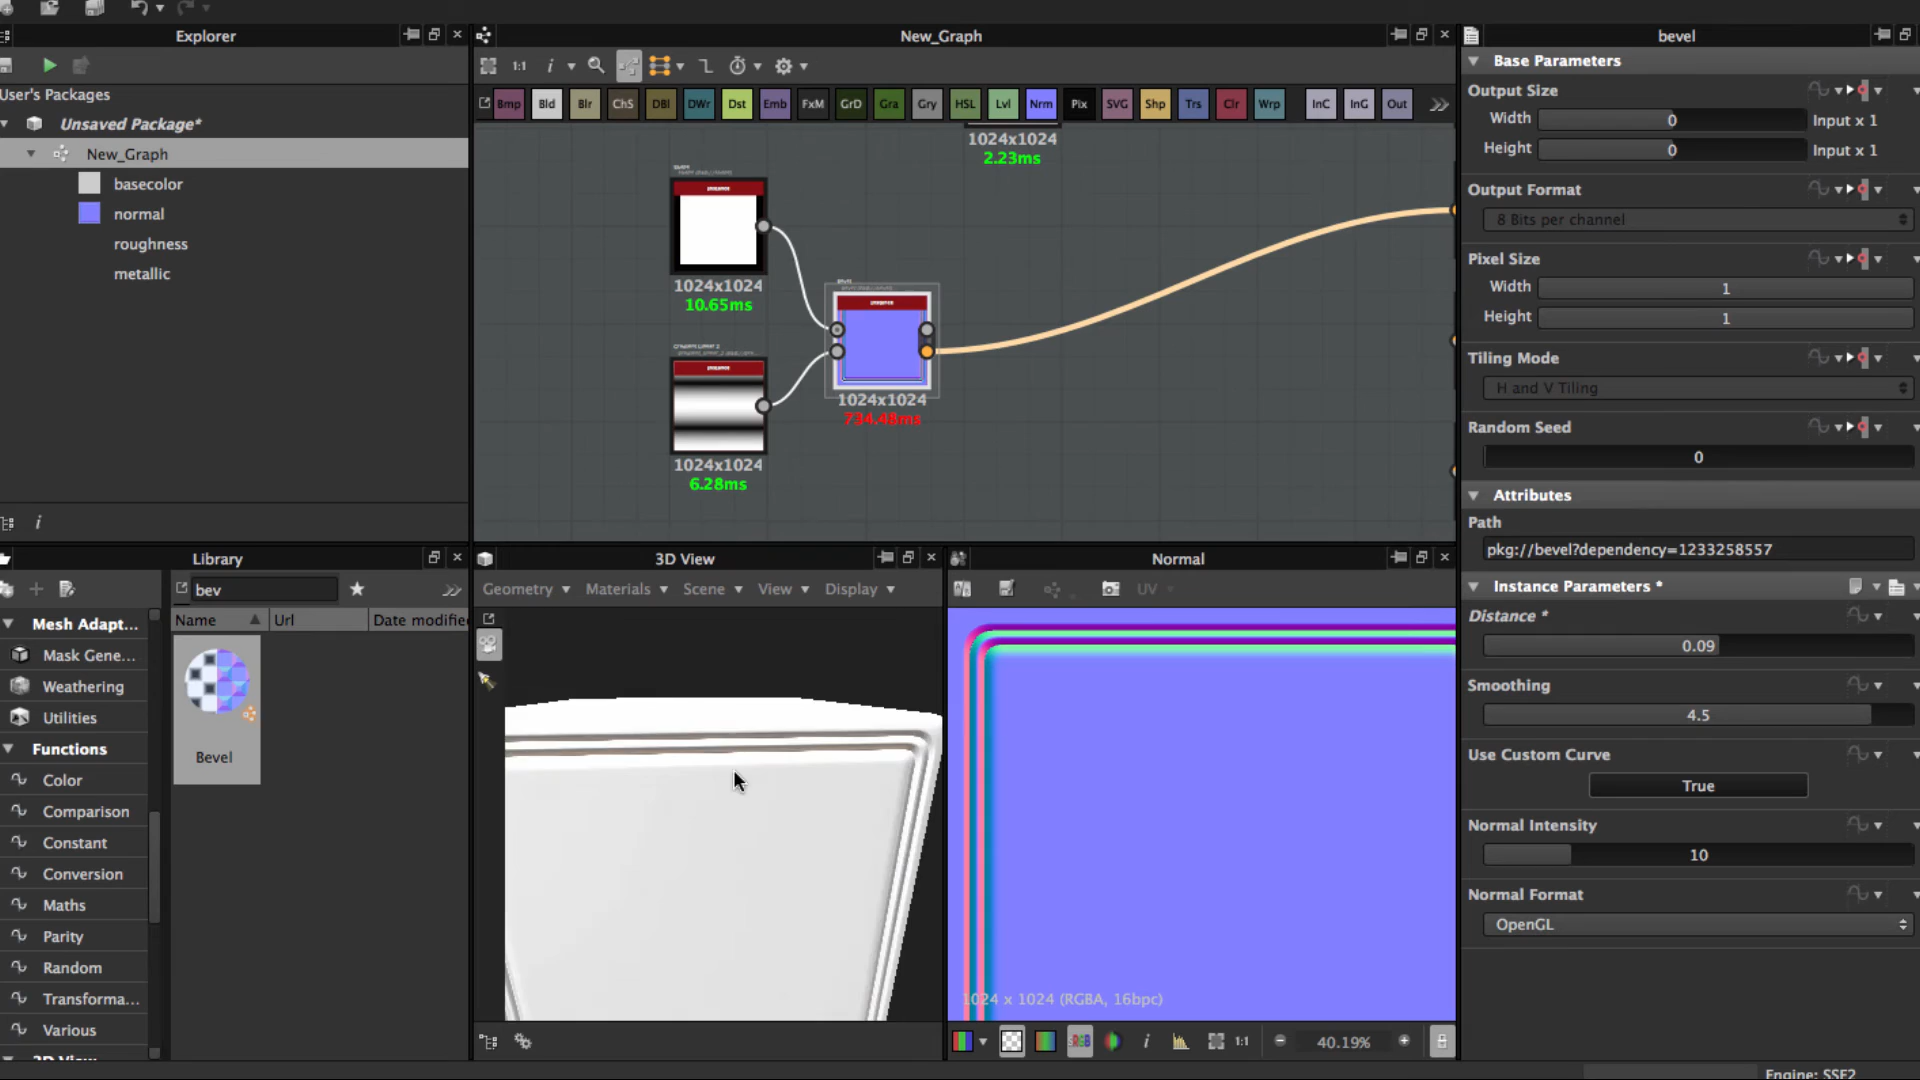 Explorer
User's Packages
Unsaved Package*
New_Graph
basecolor
normal
roughness
metallic
New_Graph
1:1
Bmp Bld Blr ChS DBl DWr Dst Emb FxM GrD Gra Gry HSL Lvl Nrm Pix SVG Shp Trs Clr Wrp InC InG Out
1024x1024
2.23ms
1024x1024
10.65ms
1024x1024
734.48ms
1024x1024
6.28ms
bevel
Base Parameters
Output Size
Width 0 Input x 1
Height 0 Input x 1
Output Format
8 Bits per channel
Pixel Size
Width 1
Height 1
Tiling Mode
H and V Tiling
Random Seed
0
Attributes
Path
pkg://bevel?dependency=1233258557
Instance Parameters *
Distance *
0.09
Smoothing
4.5
Use Custom Curve
True
Normal Intensity
10
Normal Format
OpenGL
Library
bev
Name Url Date modifie
Mesh Adapt...
Mask Gene...
Weathering
Utilities
Functions
Color
Comparison
Constant
Conversion
Maths
Parity
Random
Transforma...
Various
3D View
Bevel
3D View
Geometry Materials Scene View Display
Normal
UV
1024 x 1024 (RGBA, 16bpc)
1:1
40.19%
Engine: SSE2